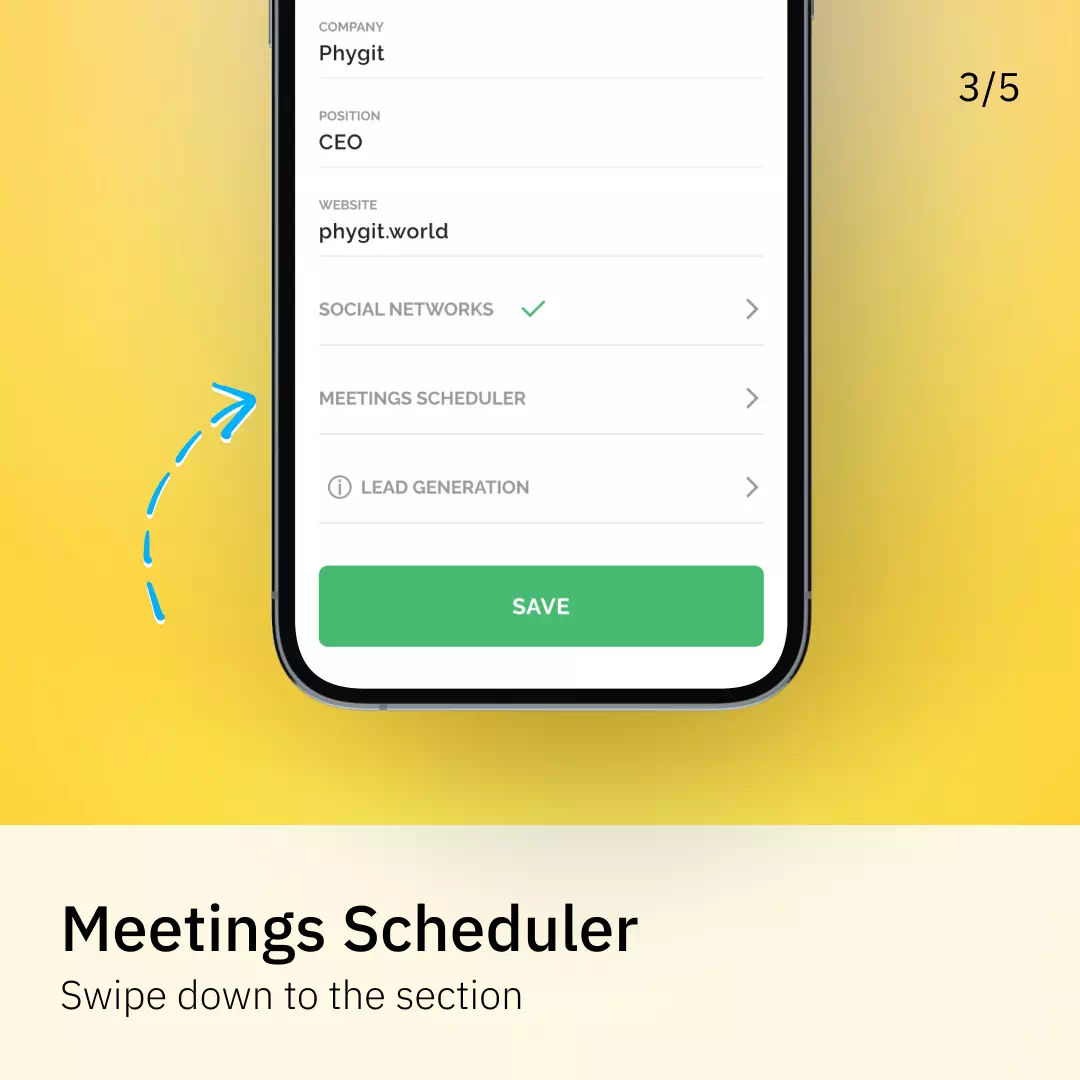 COMPANY
Phygit
3/5
POSITION
CEO
WEBSITE
phygit.world
SOCIAL NETWORKS
MEETINGS SCHEDULER
LEAD GENERATION
SAVE
Meetings Scheduler
Swipe down to the section